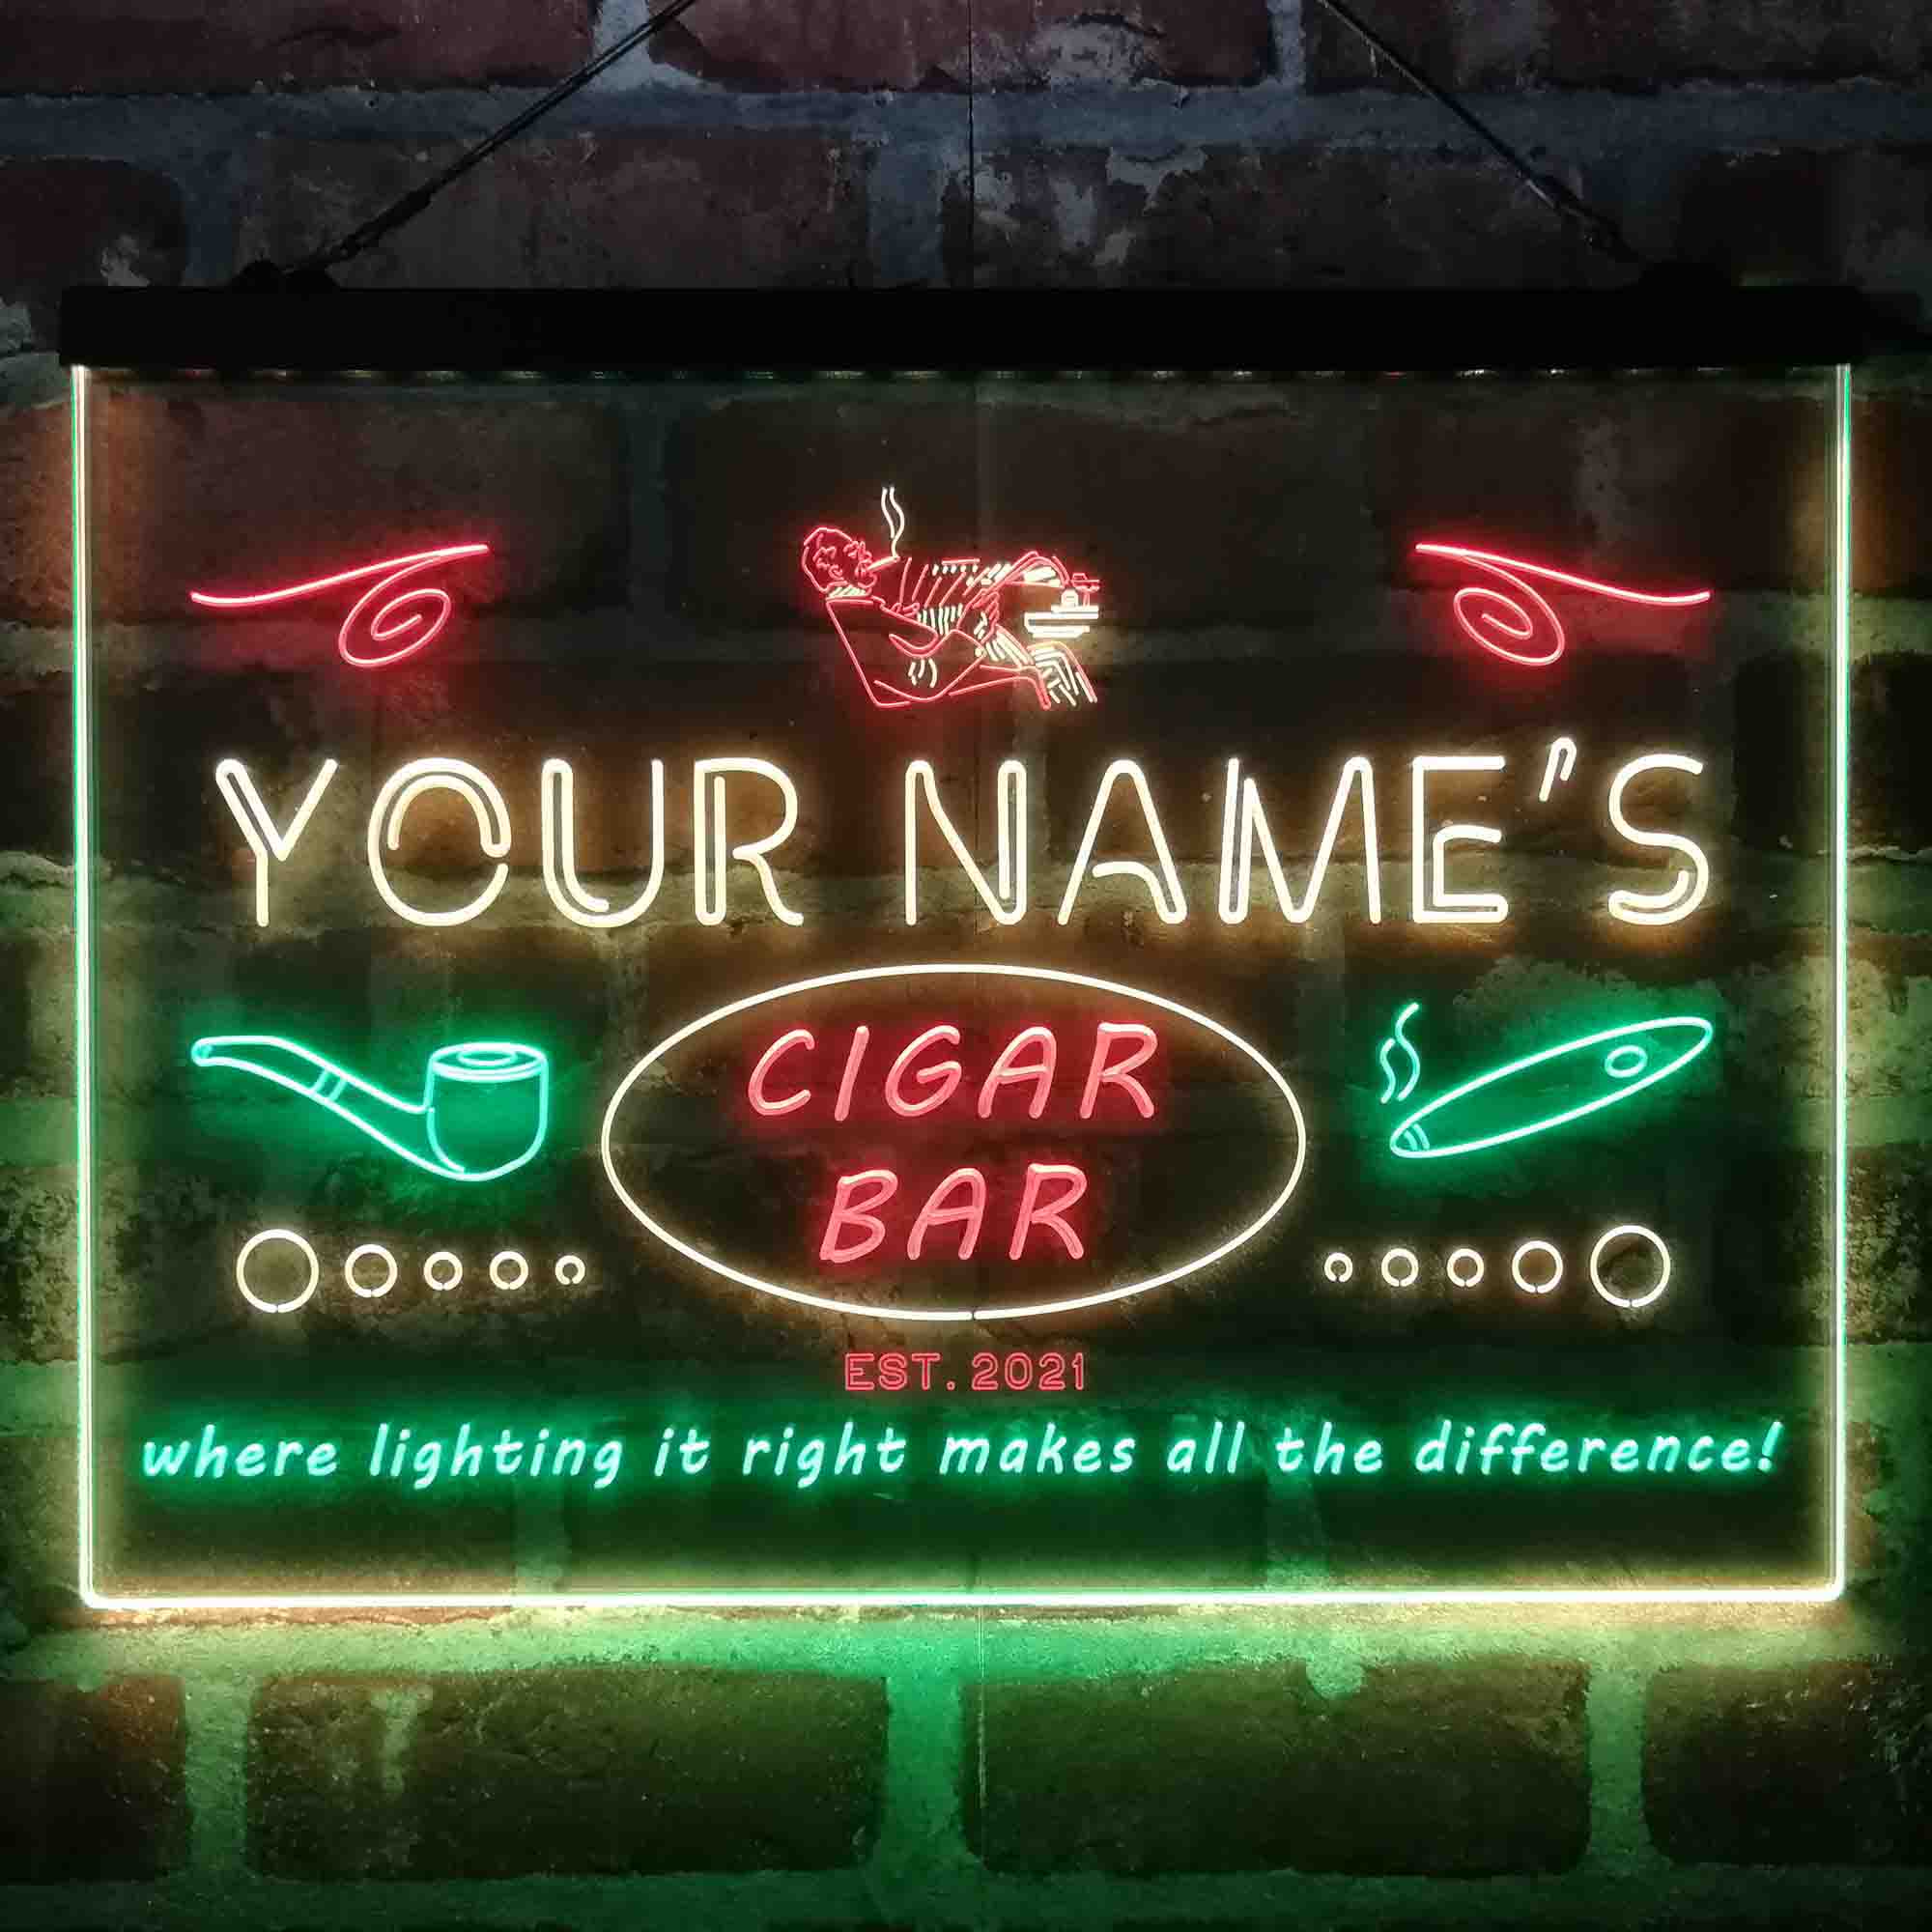 YOUR NAME'S
CIGAR
BAR
EST. 2021
where lighting it right makes all the difference!